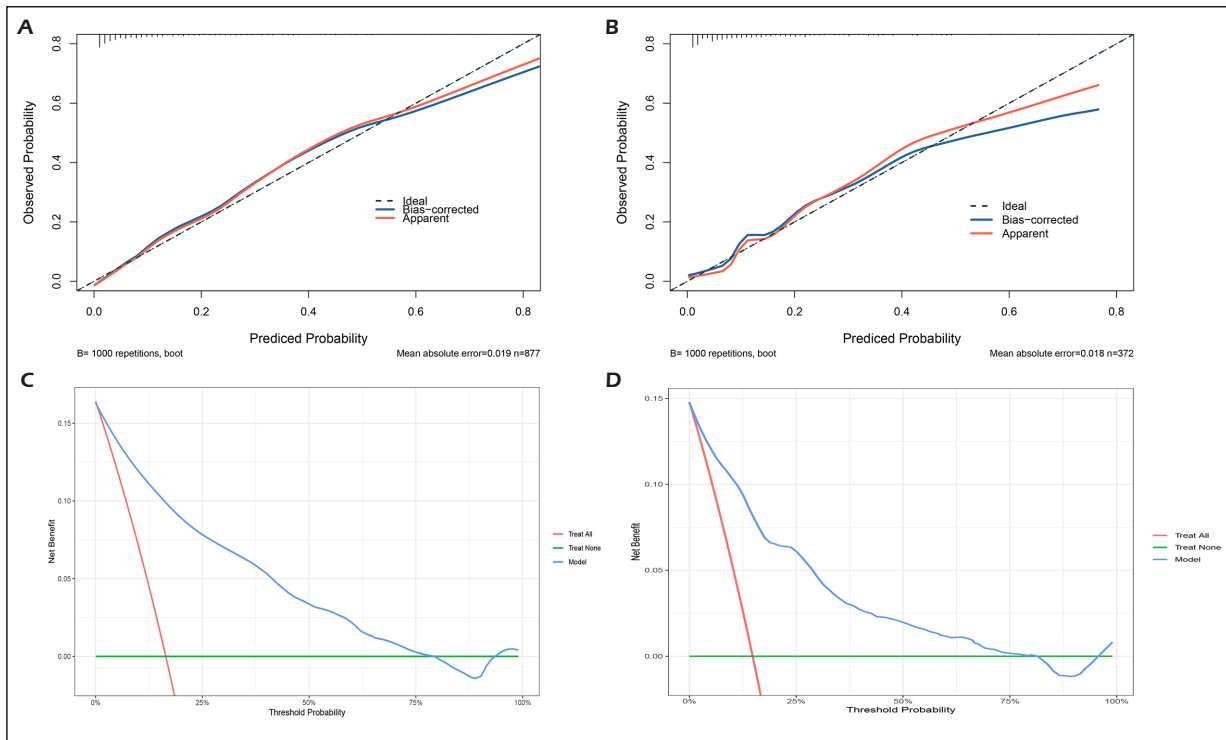 A
0.8
0.6
0.4
0.2
0.0
Observed Probability
Ideal
Bias-corrected
Apparent
0.0 0.2 0.4 0.6 0.8
Prediced Probability
B= 1000 repetitions, boot Mean absolute error=0.019 n=877
B
0.8
0.6
0.4
0.2
0.0
Observed Probability
Ideal
Bias-corrected
Apparent
0.0 0.2 0.4 0.6 0.8
Prediced Probability
B= 1000 repetitions, boot Mean absolute error=0.018 n=372
C
0.15
0.10
0.05
0.00
Net Benefit
Treat All
Treat None
Model
0% 25% 50% 75% 100%
Threshold Probability
D
0.15
0.10
0.05
0.00
Net Benefit
Treat All
Treat None
Model
0% 25% 50% 75% 100%
Threshold Probability